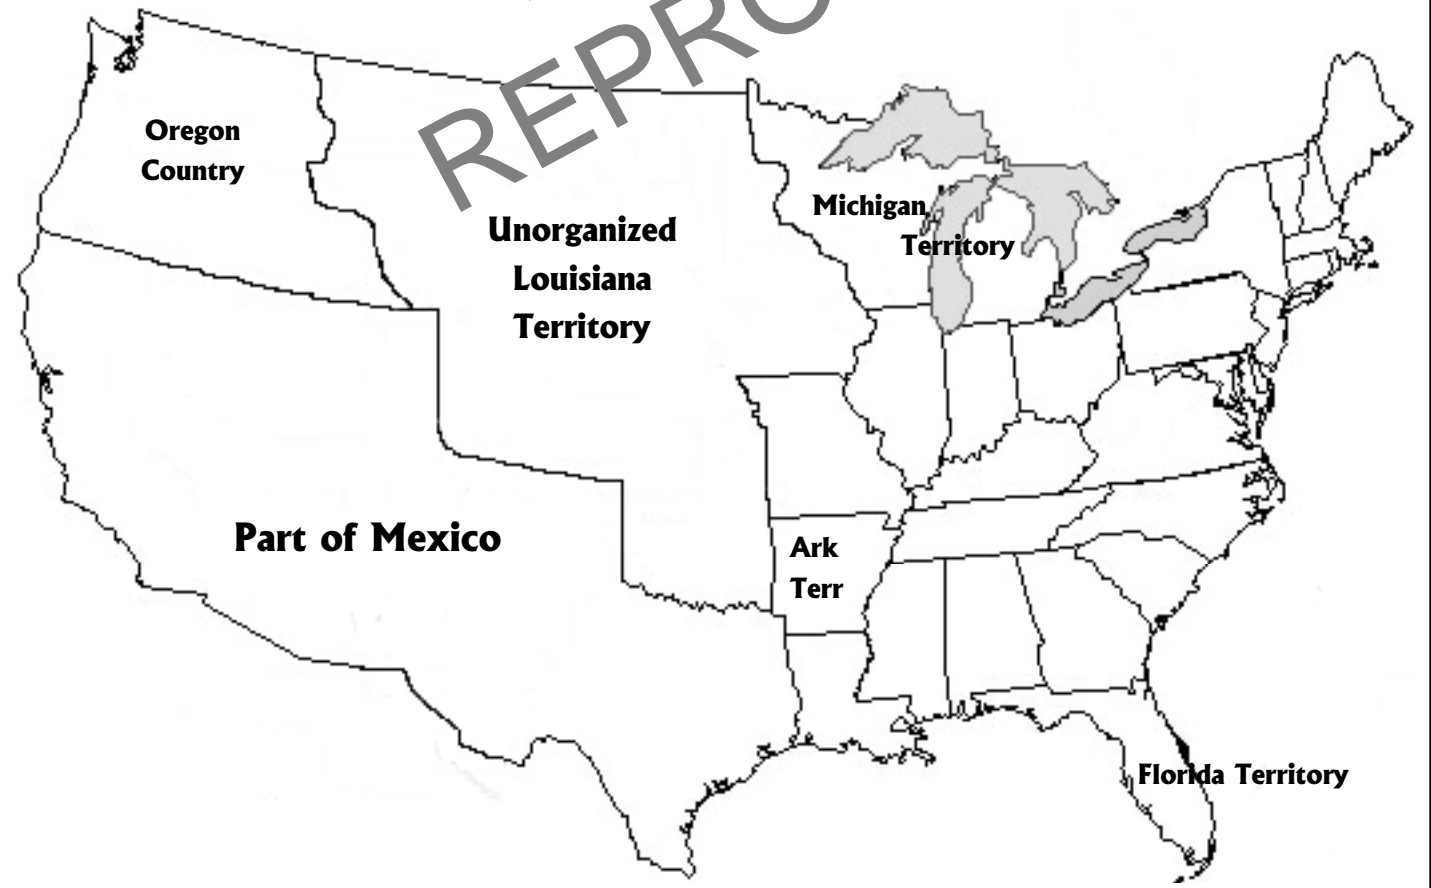 REPRO
Oregon
Country
Unorganized
Louisiana
Territory
Michigan
Territory
Part of Mexico
Ark
Terr
Florida Territory